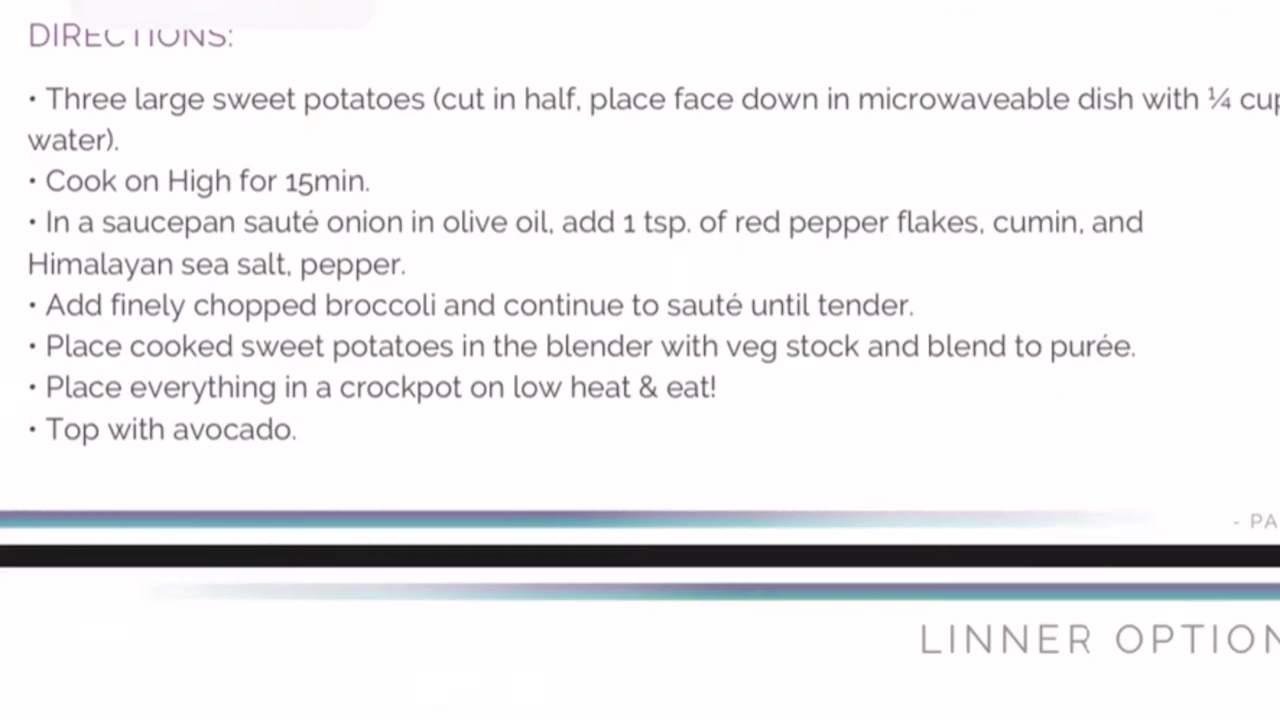 DIRECTIONS:
• Three large sweet potatoes (cut in half, place face down in microwaveable dish with ¼ cup
water).
• Cook on High for 15min.
• In a saucepan sauté onion in olive oil, add 1 tsp. of red pepper flakes, cumin, and
Himalayan sea salt, pepper.
• Add finely chopped broccoli and continue to sauté until tender.
• Place cooked sweet potatoes in the blender with veg stock and blend to purée.
• Place everything in a crockpot on low heat & eat!
• Top with avocado.
- PA
LINNER OPTION